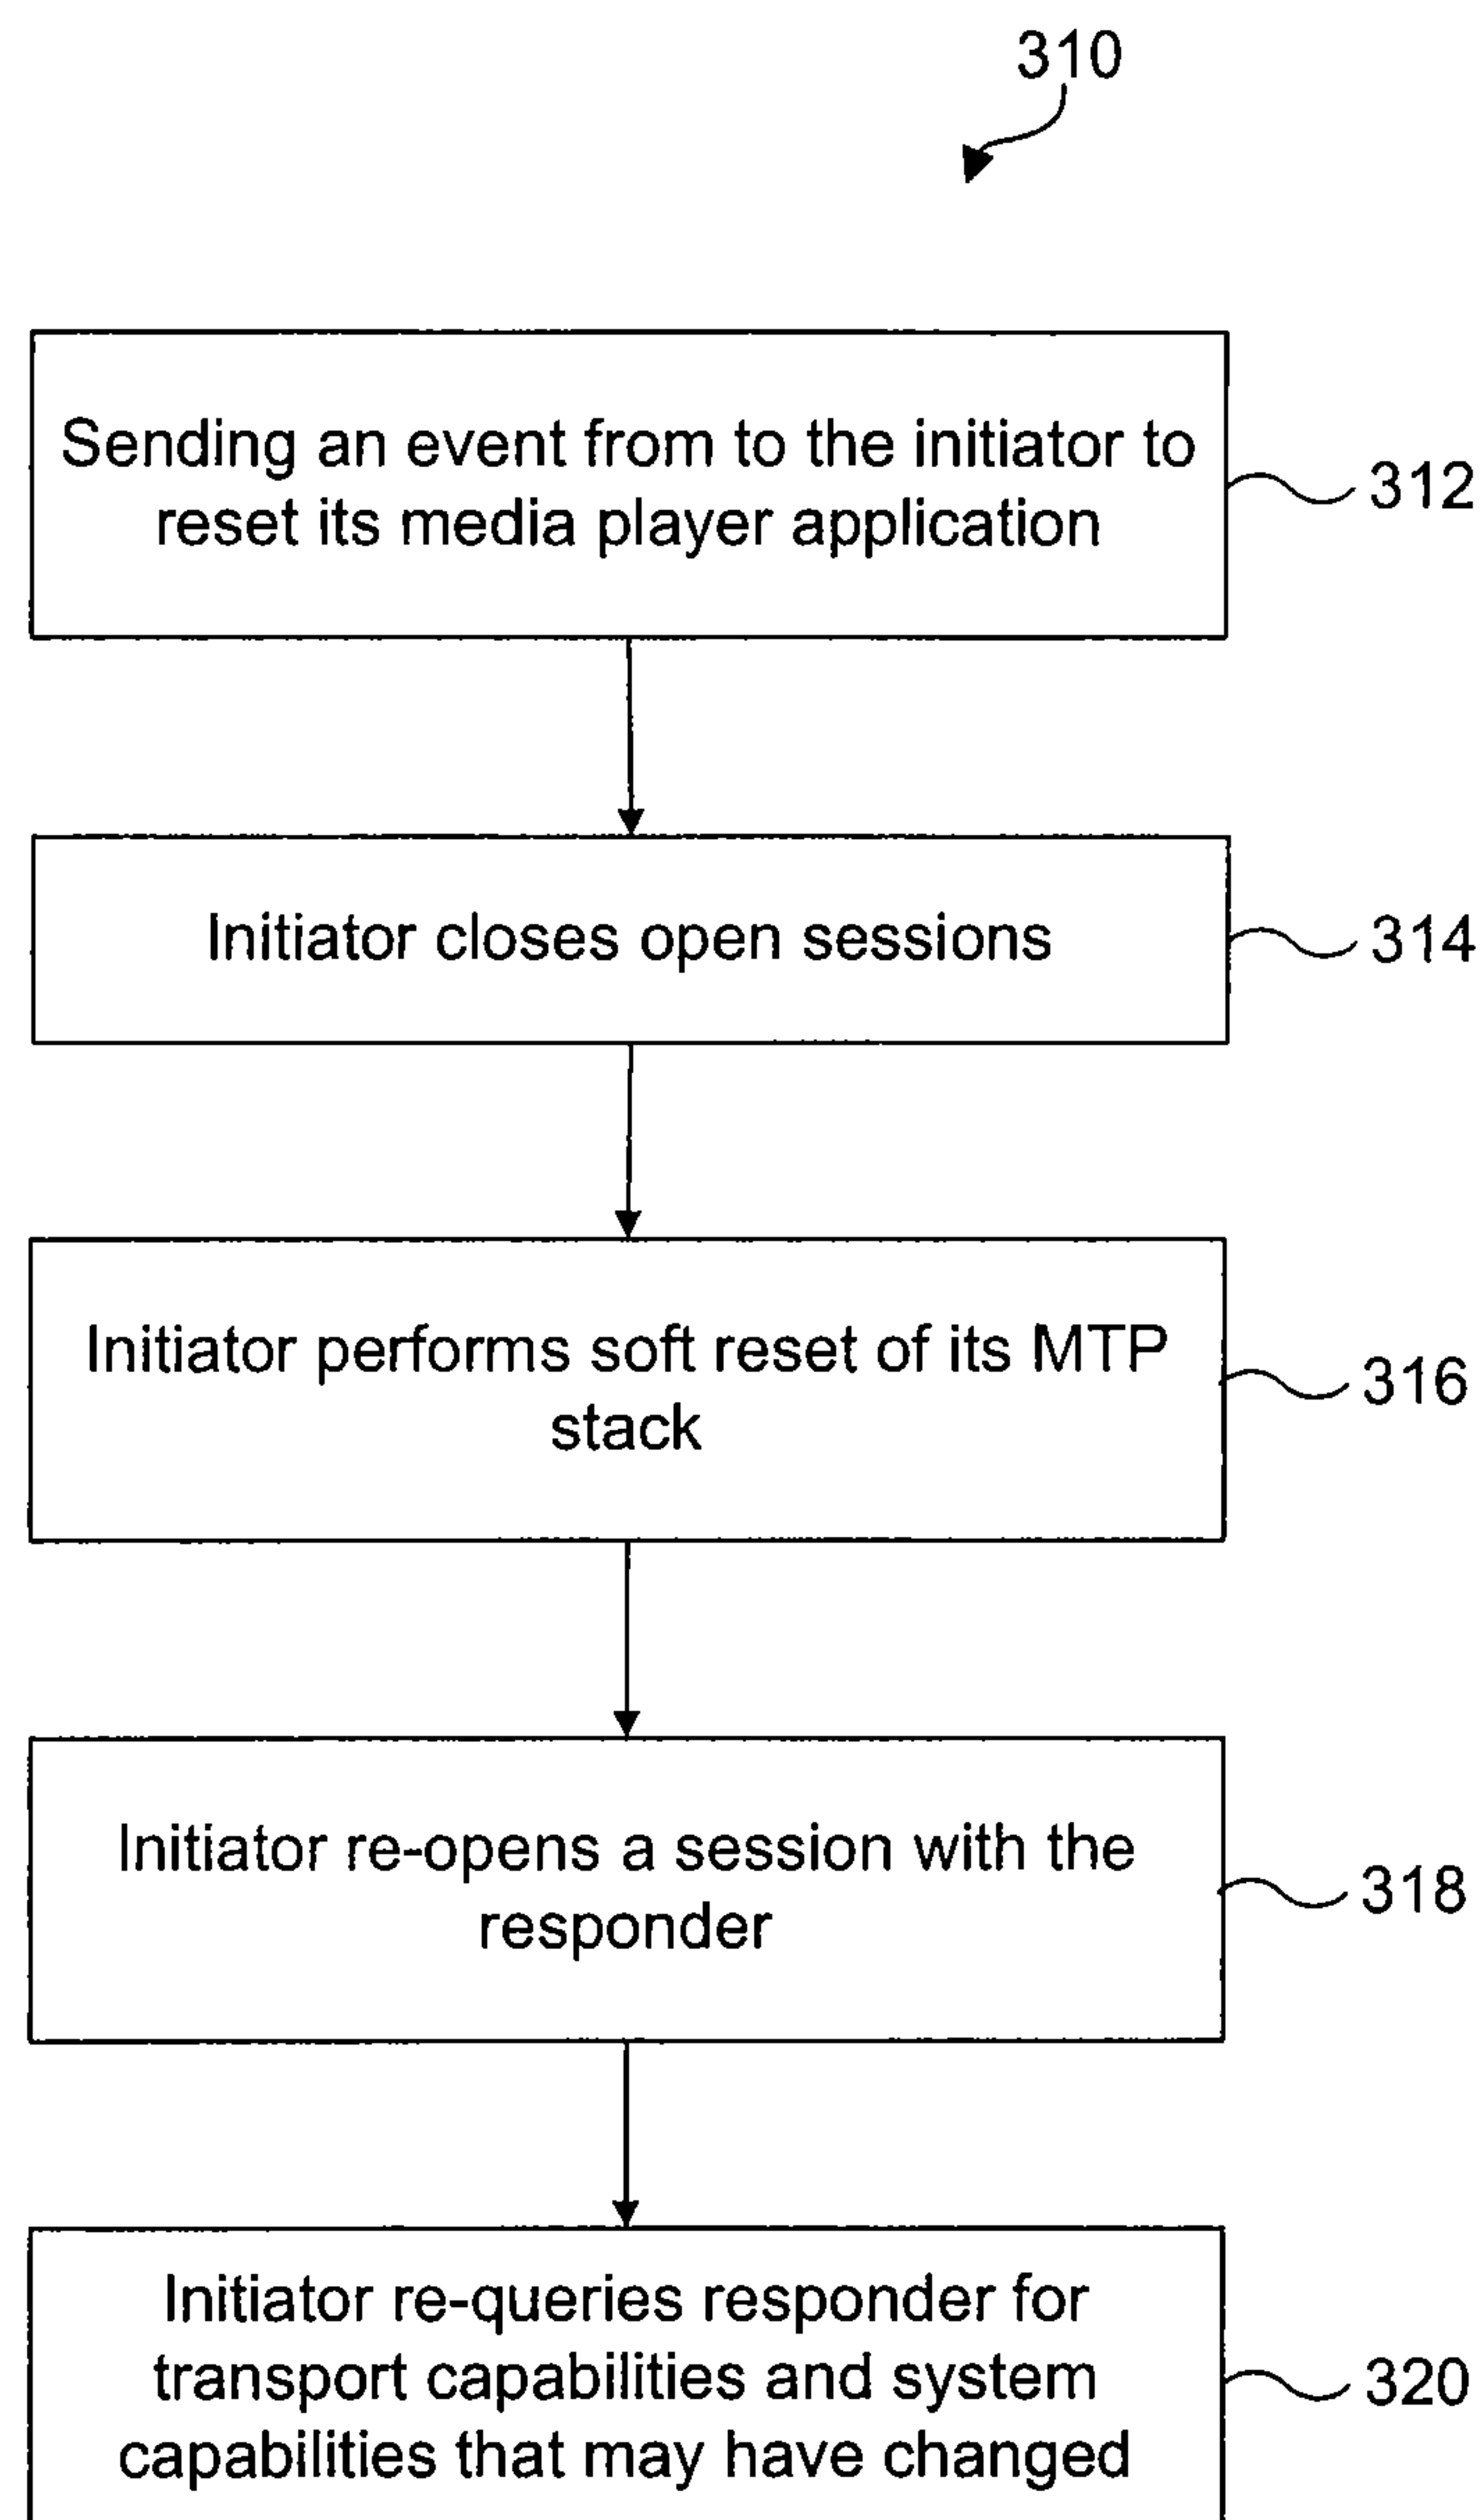 310
Sending an event from to the initiator to
reset its media player application
312
Initiator closes open sessions
314
Initiator performs soft reset of its MTP
stack
316
Initiator re-opens a session with the
responder
318
Initiator re-queries responder for
transport capabilities and system
capabilities that may have changed
320